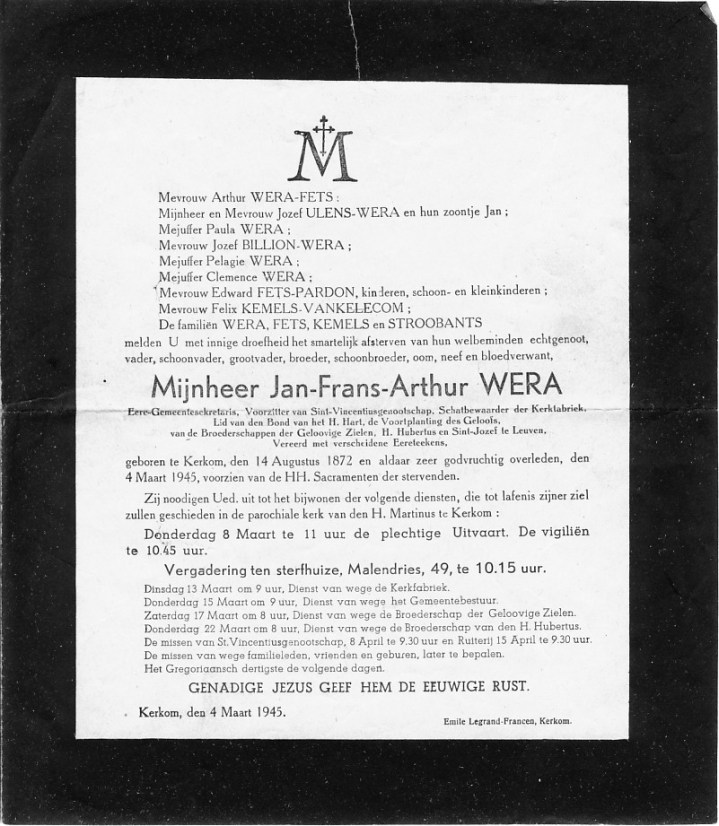 M
Mevrouw Arthur WERA-FETS :
Mijnheer en Mevrouw Jozef ULENS-WERA en hun zoontje Jan ;
Mejuffer Paula WERA ;
Mevrouw Jozef BILLION-WERA ;
Mejuffer Pelagie WERA ;
Mejuffer Clemence WERA ;
Mevrouw Edward FETS-PARDON, kinderen, schoon- en kleinkinderen ;
Mevrouw Felix KEMELS-VANKELECOM ;
De familiën WERA, FETS, KEMELS en STROOBANTS
melden U met innige droefheid het smartelijk afsterven van hun welbeminden echtgenoot,
vader, schoonvader, grootvader, broeder, schoonbroeder, oom, neef en bloedverwant,
Mijnheer Jan-Frans-Arthur WERA
Eere-Gemeentesekretaris, Voorzitter van Sint-Vincentiusgenootschap, Schatbewaarder der Kerkfabriek.
Lid van den Bond van het H. Hart, de Voortplanting des Geloofs,
van de Broederschappen der Geloovige Zielen, H. Hubertus en Sint-Jozef te Leuven,
Vereerd met verscheidene Eereteekens,
geboren te Kerkom, den 14 Augustus 1872 en aldaar zeer godvruchtig overleden, den
4 Maart 1945, voorzien van de HH. Sacramenten der stervenden.
Zij noodigen Ued. uit tot het bijwonen der volgende diensten, die tot lafenis zijner ziel
zullen geschieden in de parochiale kerk van den H. Martinus te Kerkom :
Donderdag 8 Maart te 11 uur de plechtige Uitvaart. De vigiliën
te 10.45 uur.
Vergadering ten sterfhuize, Malendries, 49, te 10.15 uur.
Dinsdag 13 Maart om 9 uur, Dienst van wege de Kerkfabriek.
Donderdag 15 Maart om 9 uur, Dienst van wege het Gemeentebestuur.
Zaterdag 17 Maart om 8 uur, Dienst van wege de Broederschap der Geloovige Zielen.
Donderdag 22 Maart om 8 uur, Dienst van wege de Broederschap van den H. Hubertus.
De missen van St. Vincentiusgenootschap, 8 April te 9.30 uur en Ruiterij 15 April te 9.30 uur.
De missen van wege familieleden, vrienden en geburen, later te bepalen.
Het Gregoriaansch dertigste de volgende dagen.
GENADIGE JEZUS GEEF HEM DE EEUWIGE RUST.
Kerkom, den 4 Maart 1945.
Emile Legrand-Francen, Kerkom.